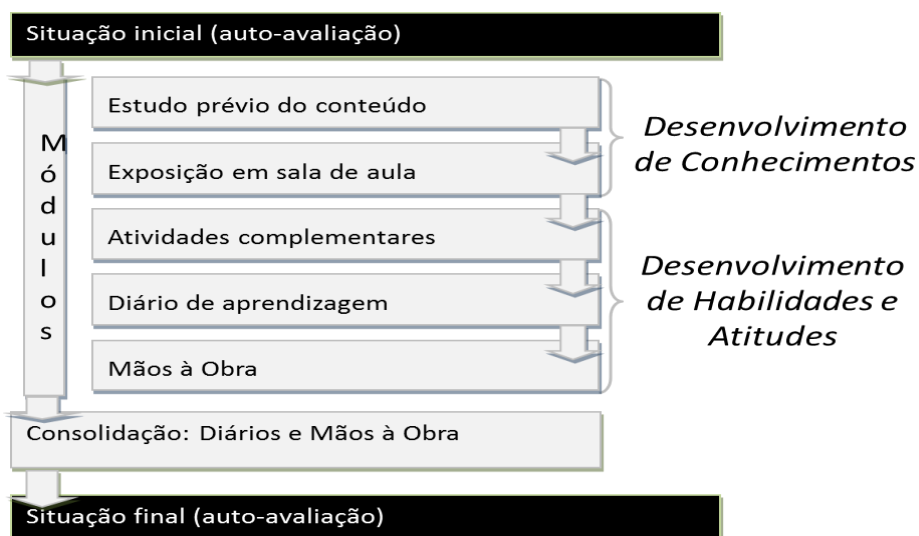 Situação inicial (auto-avaliação)
Módulos
Estudo prévio do conteúdo
Exposição em sala de aula
Desenvolvimento
de Conhecimentos
Atividades complementares
Diário de aprendizagem
Mãos à Obra
Desenvolvimento
de Habilidades e
Atitudes
Consolidação: Diários e Mãos à Obra
Situação final (auto-avaliação)